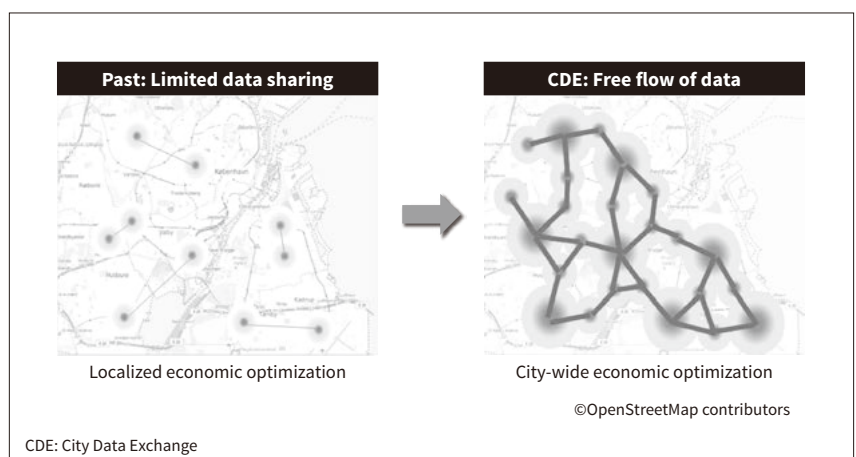 Past: Limited data sharing
CDE: Free flow of data
København
Localized economic optimization
City-wide economic optimization
©OpenStreetMap contributors
CDE: City Data Exchange